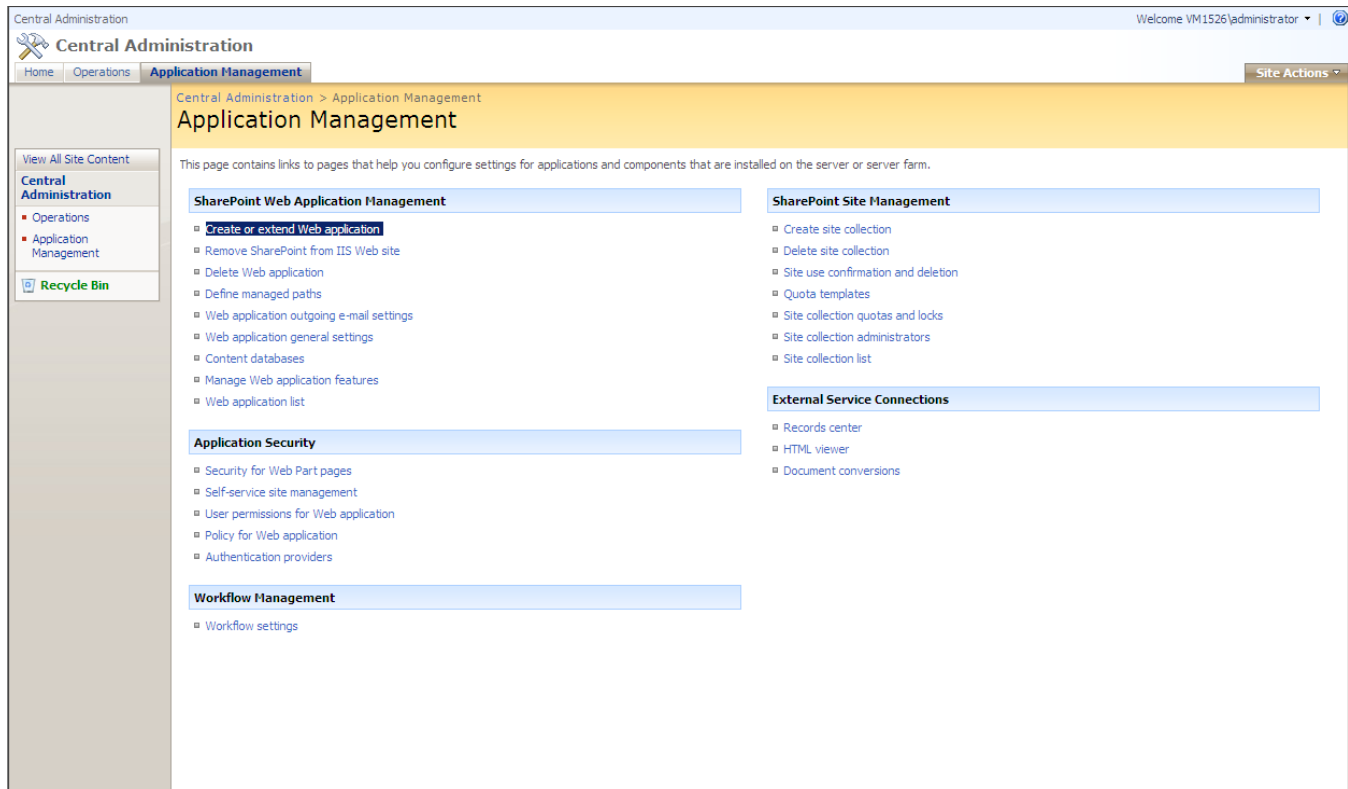 Central Administration
Welcome VM1526\administrator
Central Administration
Home Operations Application Management
Site Actions
Central Administration > Application Management
Application Management
View All Site Content
Central
Administration
Operations
Application
Management
Recycle Bin
This page contains links to pages that help you configure settings for applications and components that are installed on the server or server farm.
SharePoint Web Application Management
Create or extend Web application
Remove SharePoint from IIS Web site
Delete Web application
Define managed paths
Web application outgoing e-mail settings
Web application general settings
Content databases
Manage Web application features
Web application list
Application Security
Security for Web Part pages
Self-service site management
User permissions for Web application
Policy for Web application
Authentication providers
Workflow Management
Workflow settings
SharePoint Site Management
Create site collection
Delete site collection
Site use confirmation and deletion
Quota templates
Site collection quotas and locks
Site collection administrators
Site collection list
External Service Connections
Records center
HTML viewer
Document conversions